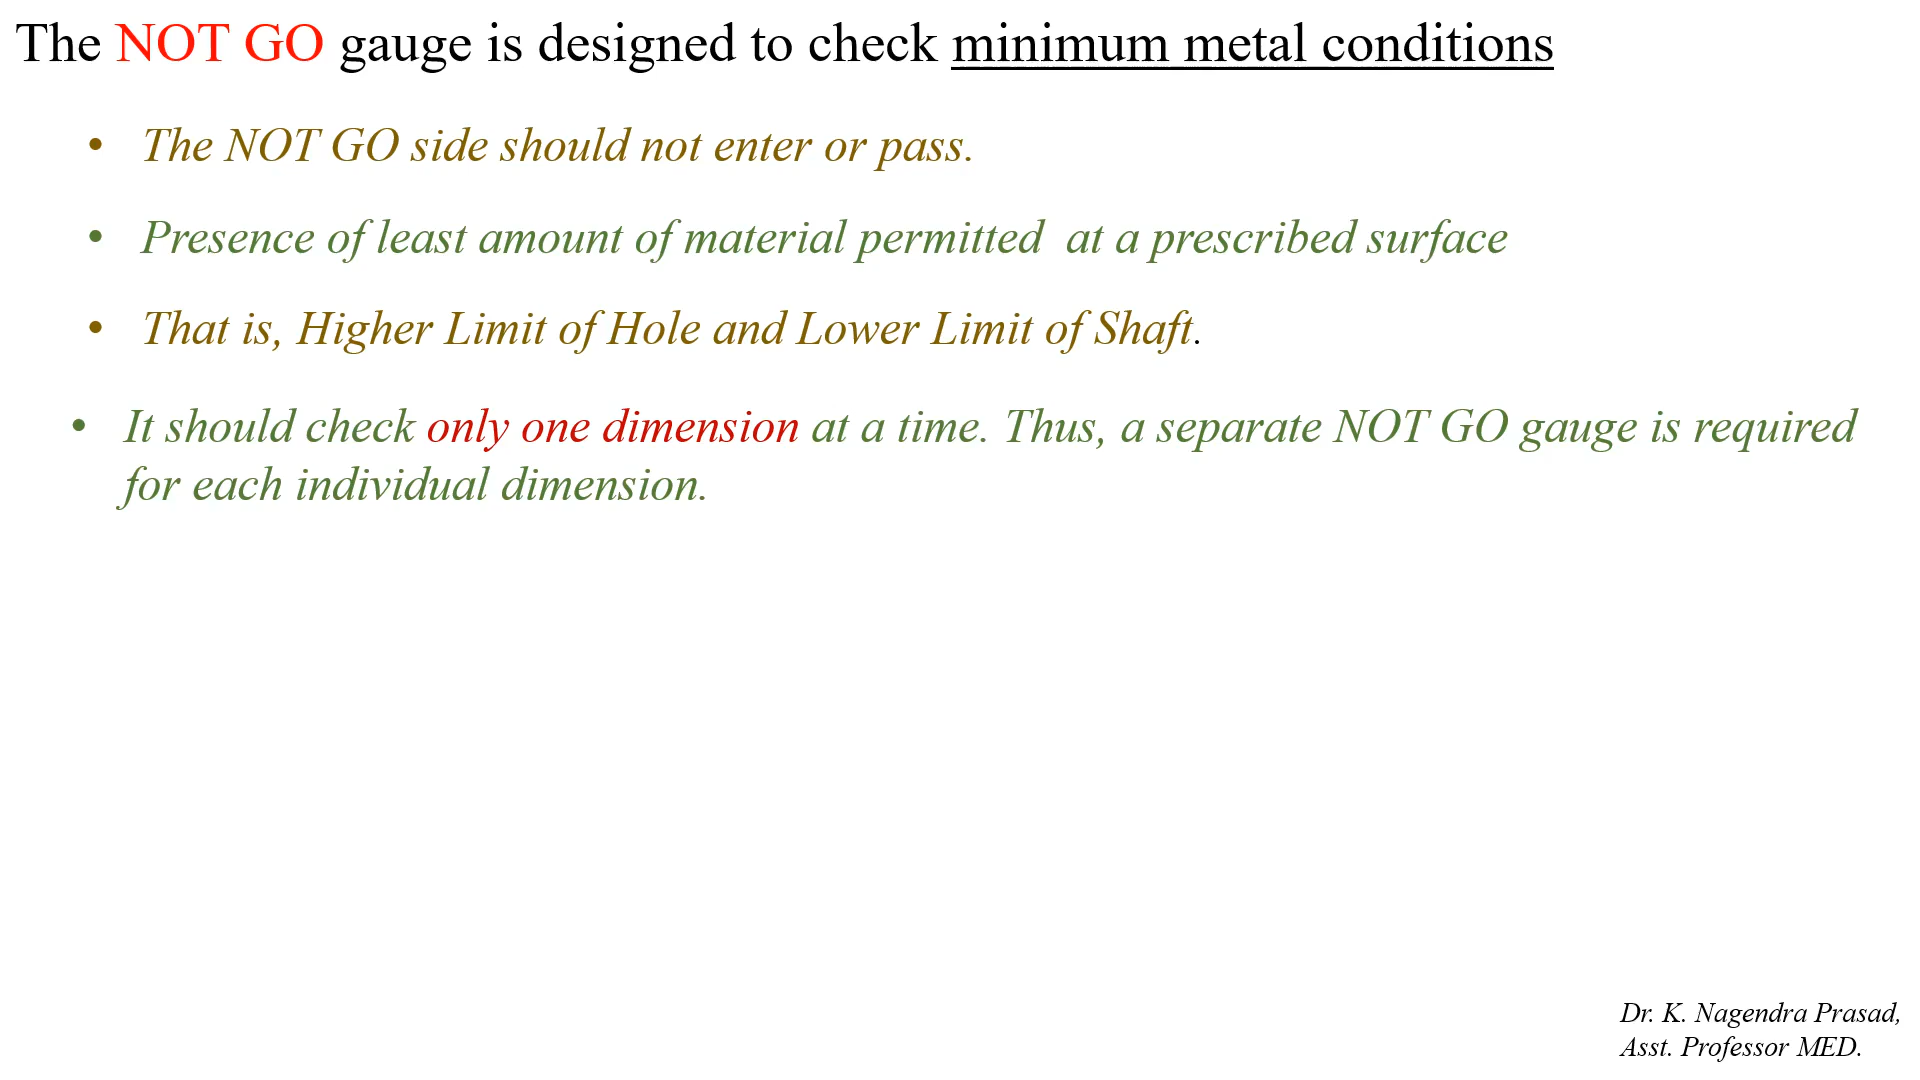 The NOT GO gauge is designed to check minimum metal conditions
• The NOT GO side should not enter or pass.
• Presence of least amount of material permitted at a prescribed surface
• That is, Higher Limit of Hole and Lower Limit of Shaft.
• It should check only one dimension at a time. Thus, a separate NOT GO gauge is required
for each individual dimension.
Dr. K. Nagendra Prasad,
Asst. Professor MED.